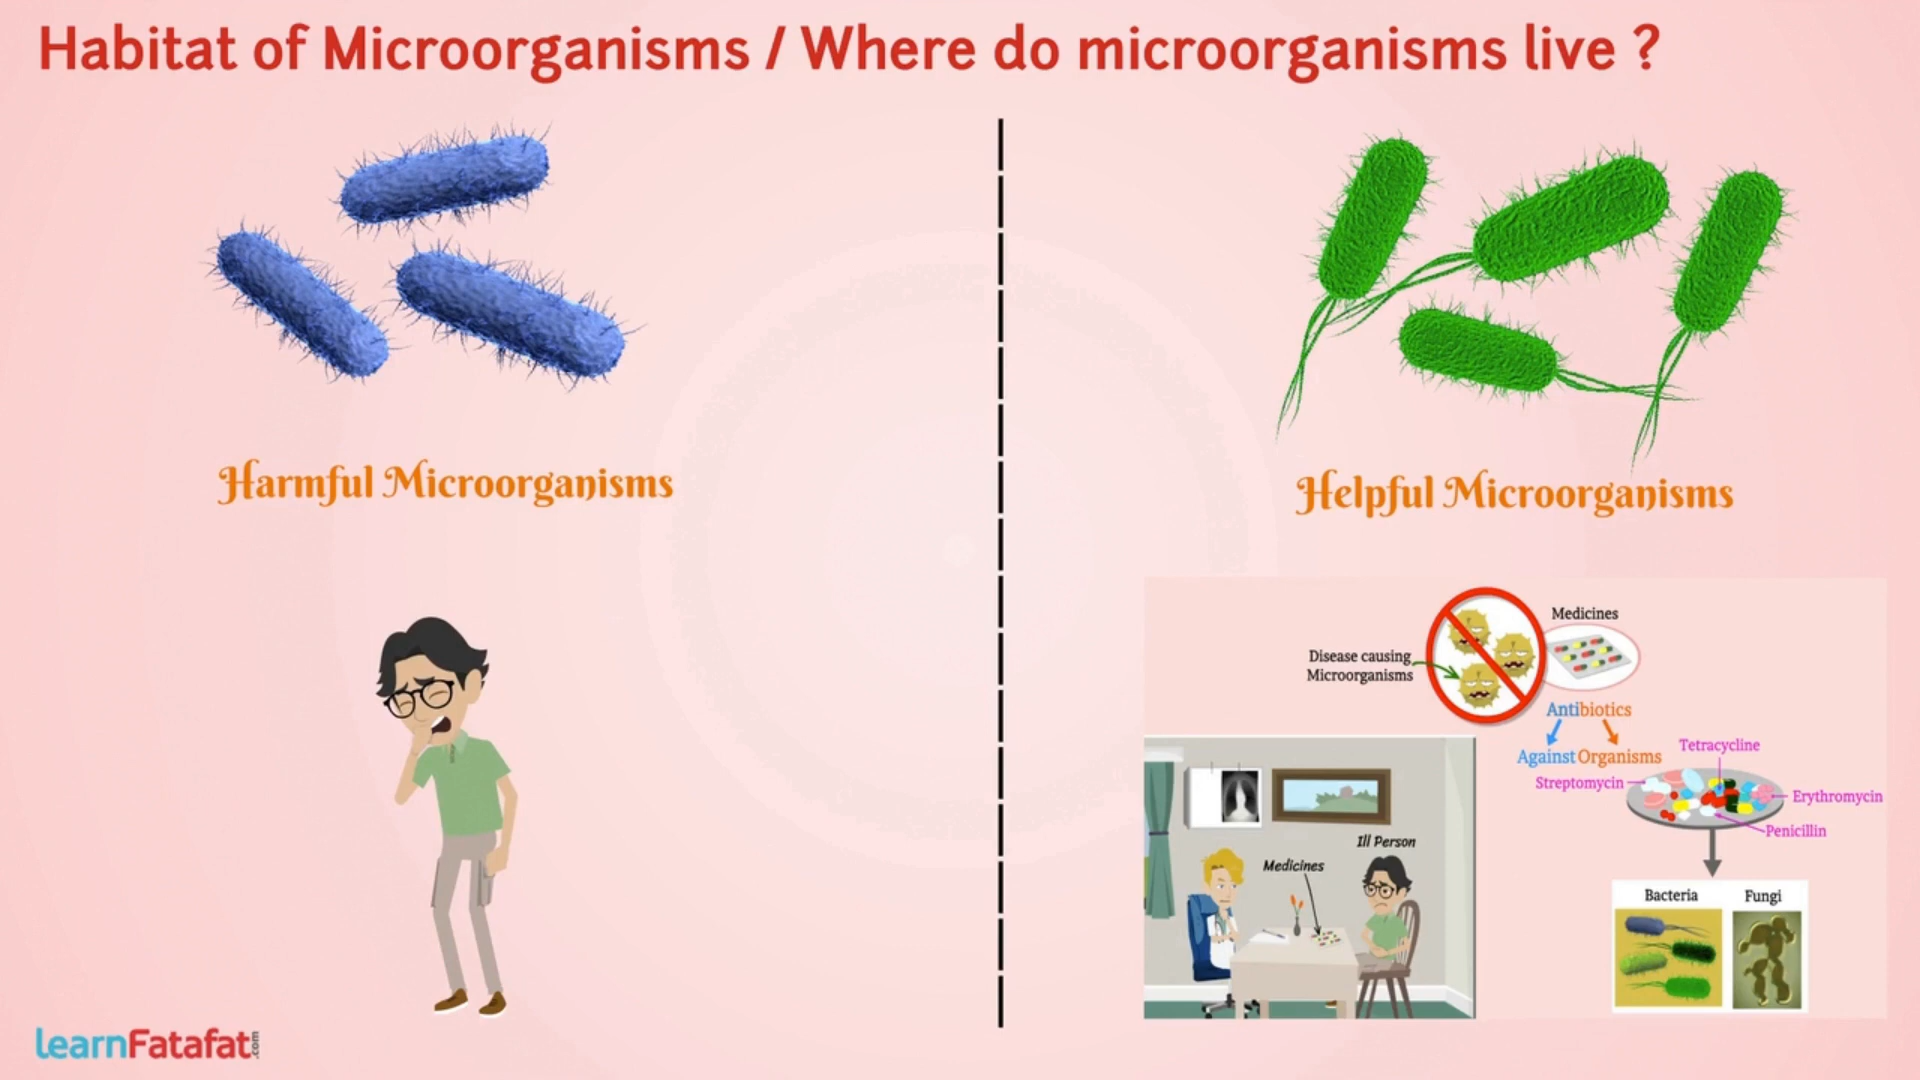 Habitat of Microorganisms / Where do microorganisms live ?
Harmful Microorganisms
Helpful Microorganisms
Medicines
Disease causing
Microorganisms
Antibiotics
Against Organisms
Tetracycline
Streptomycin
Erythromycin
Penicillin
Ill Person
Medicines
Bacteria
Fungi
learnFatafat.com